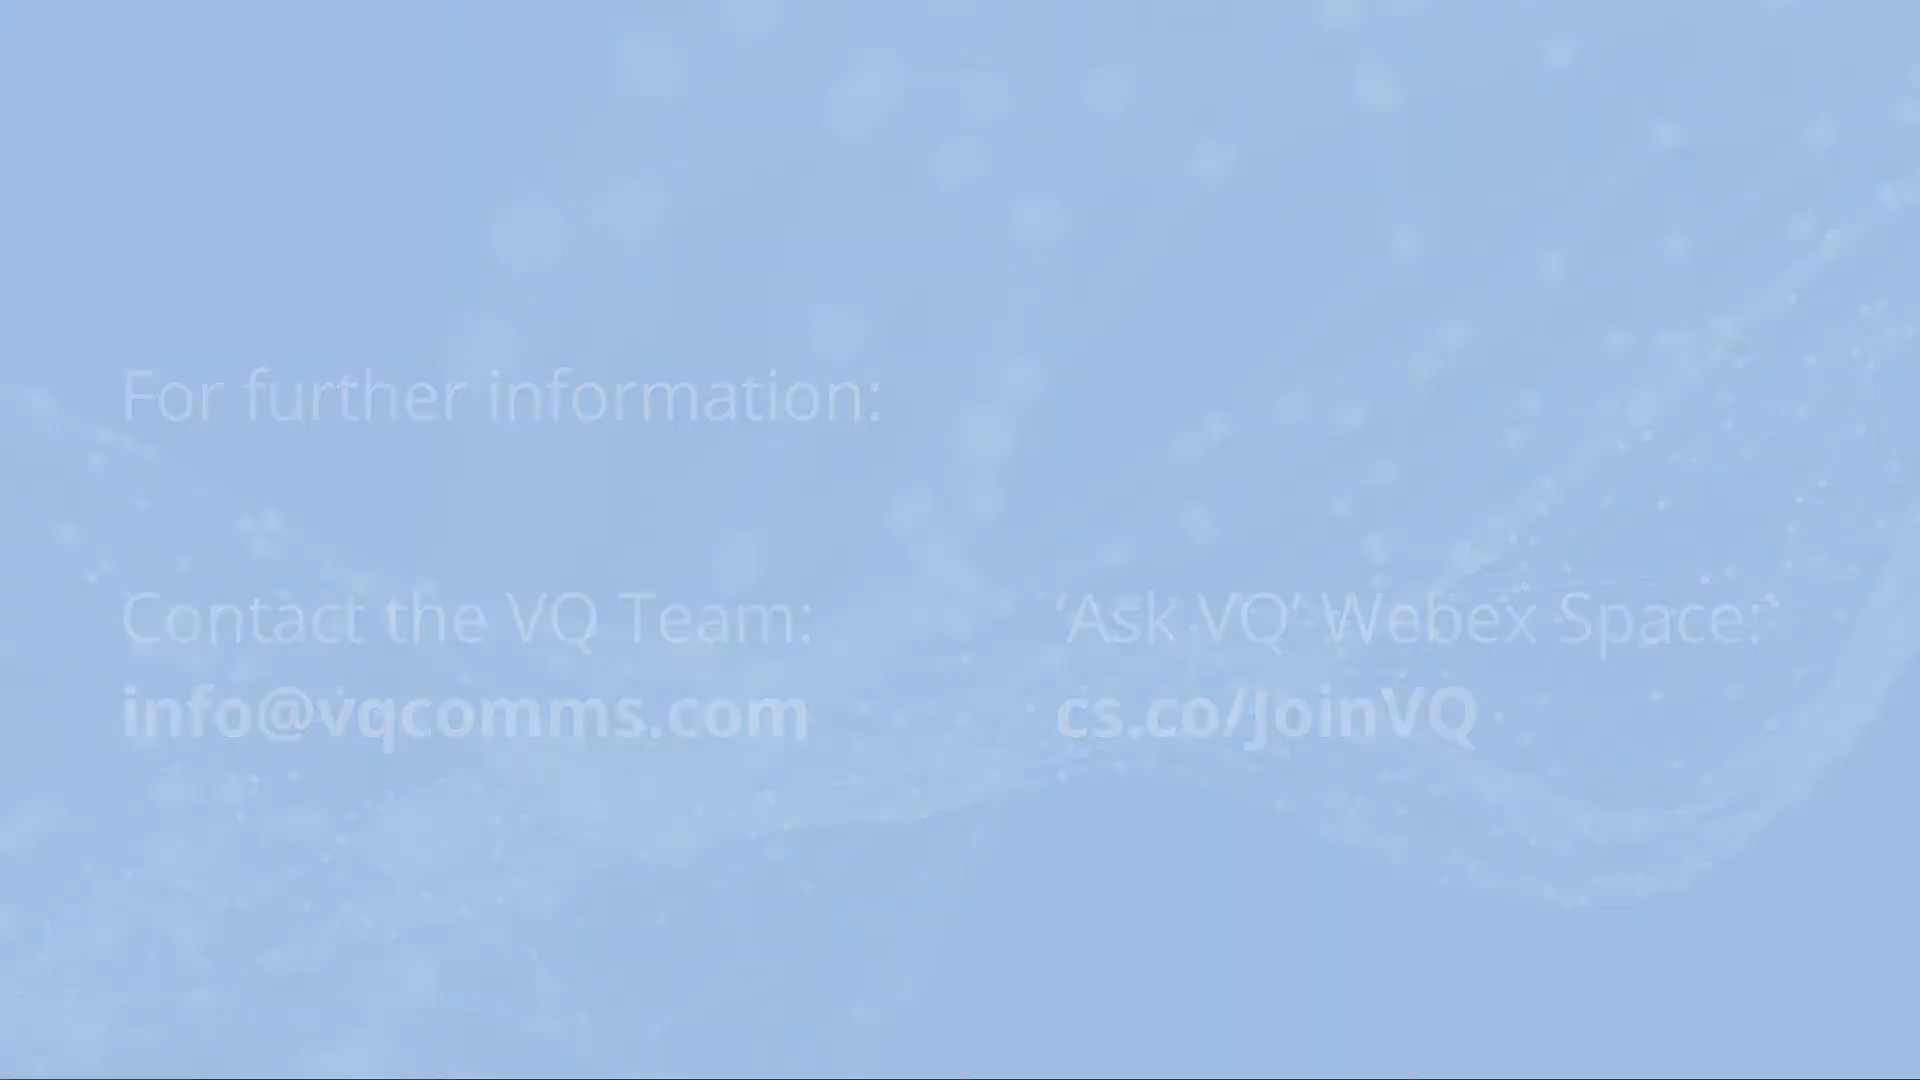 For further information:
Contact the VQ Team:
info@vqcomms.com
‘Ask VQ’ Webex Space:
cs.co/JoinVQ